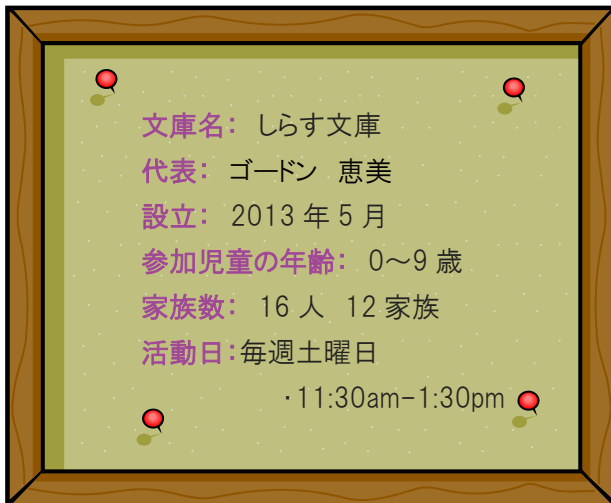 文庫名： しらす文庫
代表： ゴードン 恵美
設立： 2013 年 5 月
参加児童の年齢： 0～9 歳
家族数： 16 人 12 家族
活動日：毎週土曜日
・11:30am-1:30pm